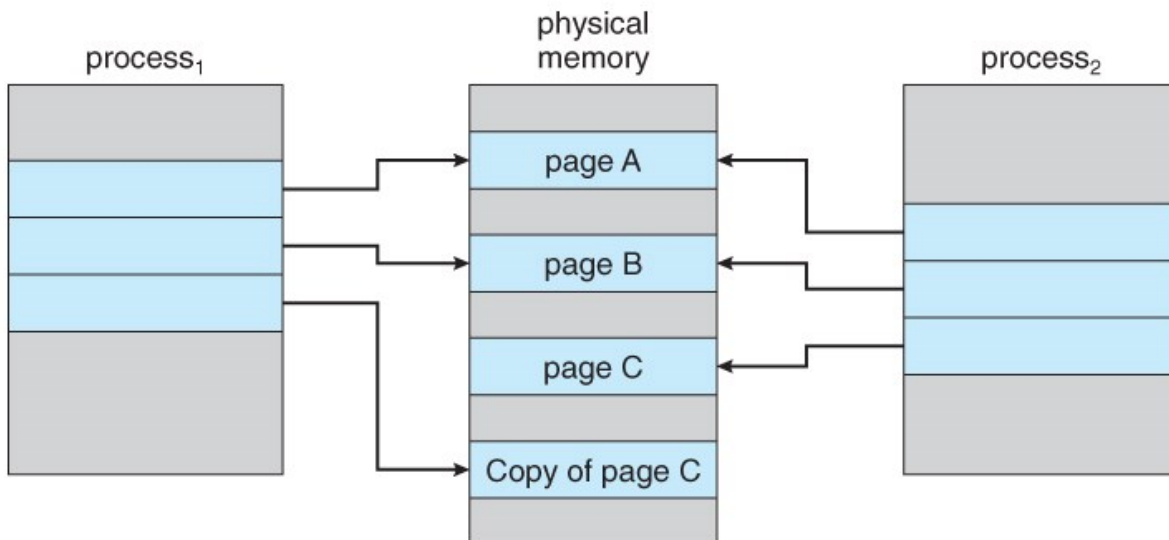 process₁
physical
memory
process₂
page A
page B
page C
Copy of page C